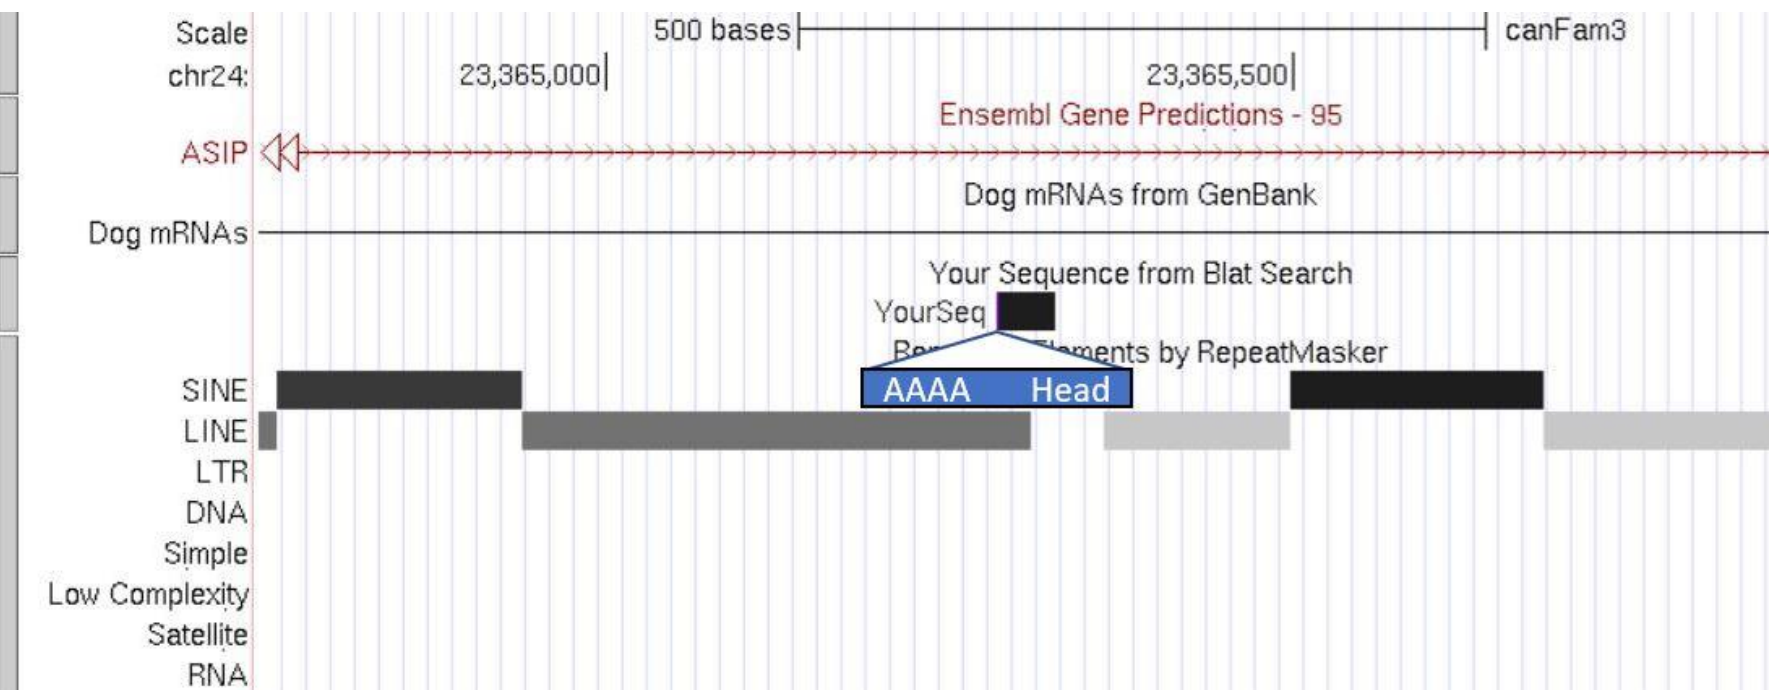 Scale 500 bases canFam3
chr24: 23,365,000 23,365,500
Ensembl Gene Predictions - 95
ASIP
Dog mRNAs from GenBank
Dog mRNAs
Your Sequence from Blat Search
YourSeq
by RepeatMasker
SINE AAAA Head
LINE
LTR
DNA
Simple
Low Complexity
Satellite
RNA